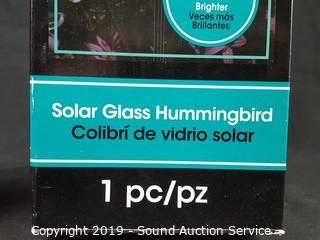 Brighter
Veces más
Brillantes
Solar Glass Hummingbird
Colibrí de vidrio solar
1 pc/pz
Copyright 2019 - Sound Auction Service